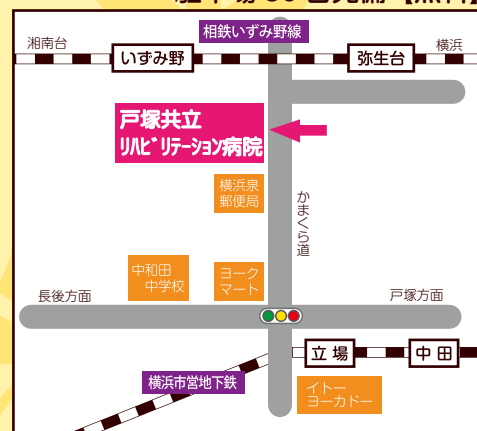 相鉄いずみ野線
湘南台
横浜
いずみ野
弥生台
戸塚共立
リハビリテーション病院
横浜泉
郵便局
かまくら道
中和田
中学校
ヨーク
マート
長後方面
戸塚方面
立場
中田
横浜市営地下鉄
イトー
ヨーカドー